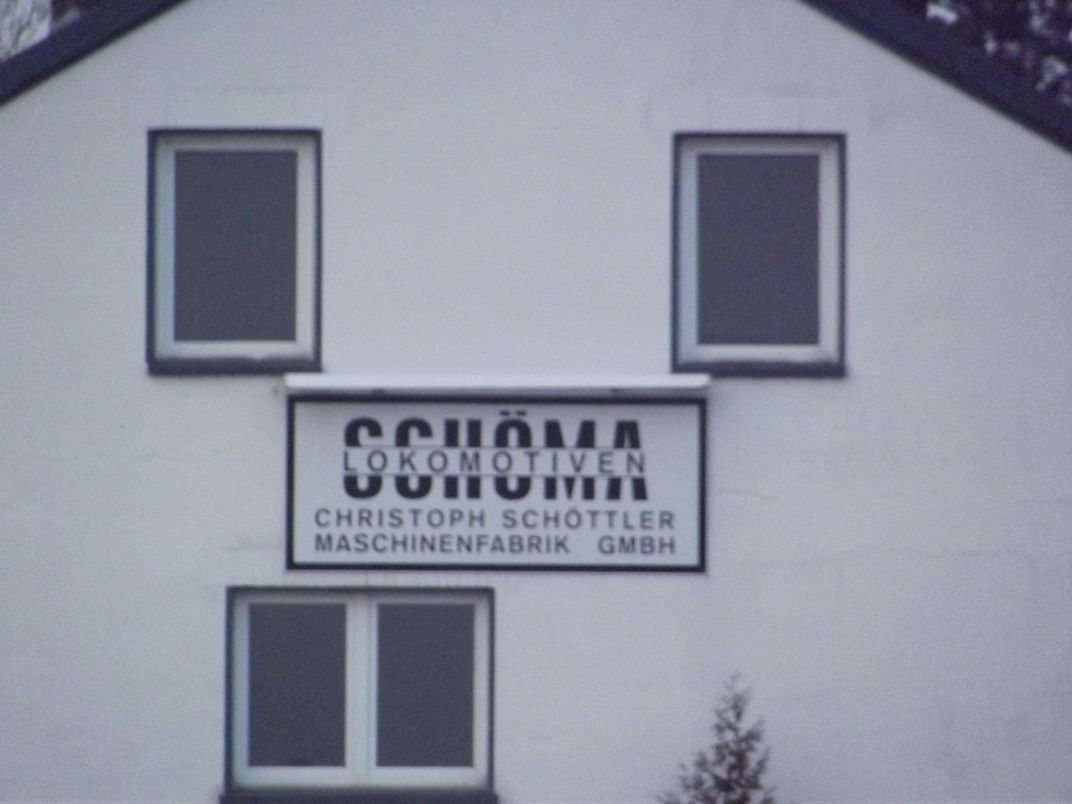 SCHÖMA
LOKOMOTIVEN
CHRISTOPH SCHÖTTLER
MASCHINENFABRIK GMBH